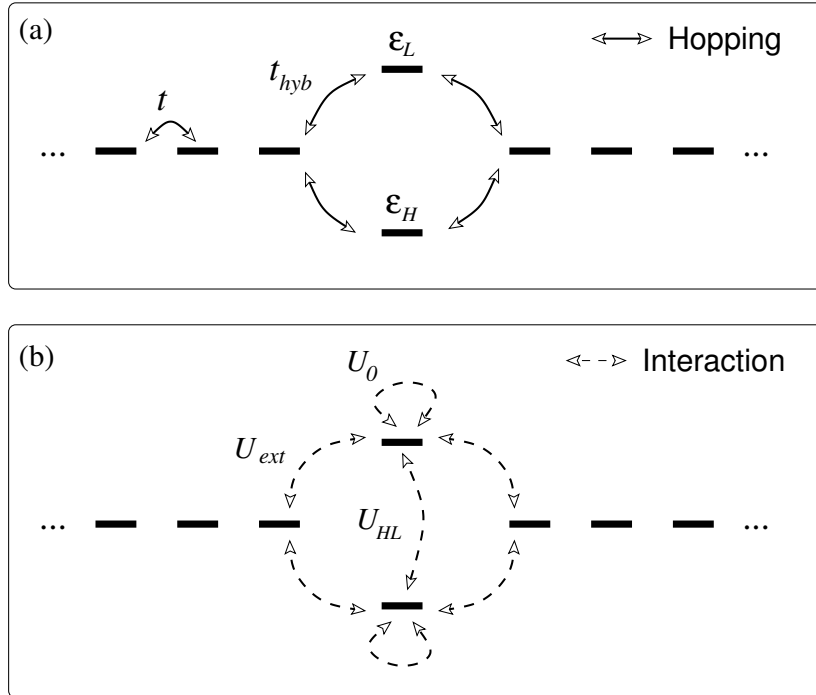 (a)
ε_L
Hopping
t_hyb
t
... ...
ε_H
(b)
Interaction
U_0
U_ext
... ...
U_HL